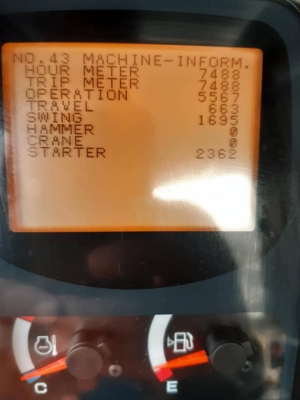 NO.43 MACHINE-INFORM.
HOUR METER 7488
TRIP METER 7488
OPERATION 5567
TRAVEL 663
SWING 1695
HAMMER 0
CRANE 0
STARTER 2362
C E